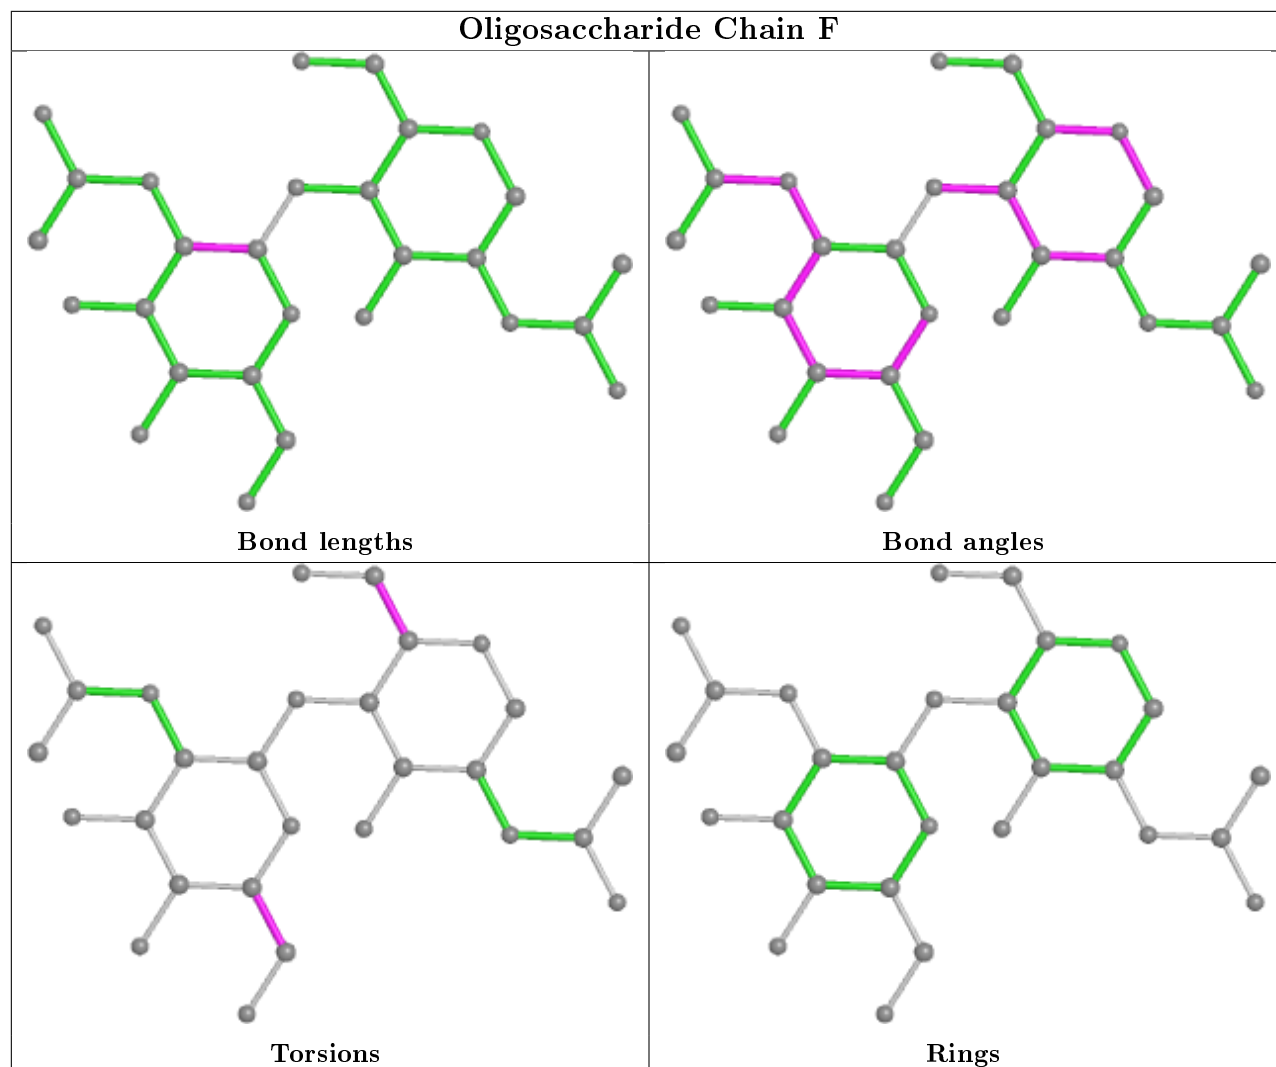 Oligosaccharide Chain F
Bond lengths
Bond angles
Torsions
Rings